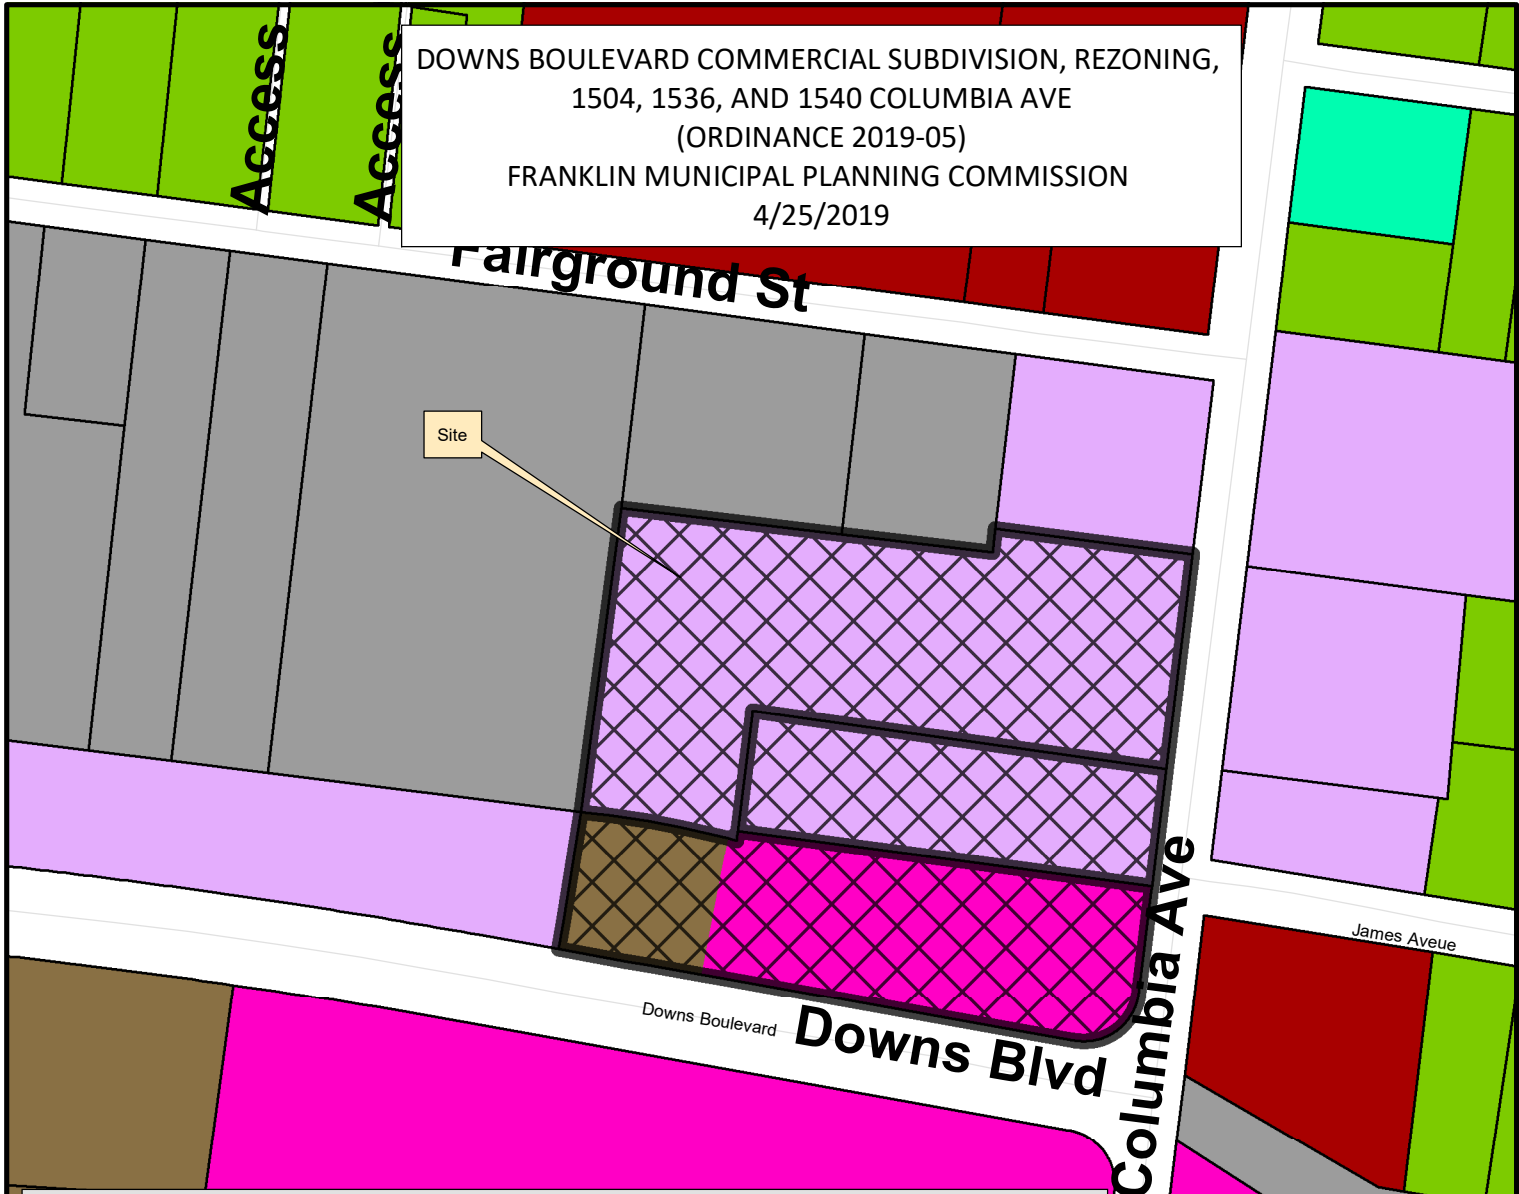 Access
Access
DOWNS BOULEVARD COMMERCIAL SUBDIVISION, REZONING,
1504, 1536, AND 1540 COLUMBIA AVE
(ORDINANCE 2019-05)
FRANKLIN MUNICIPAL PLANNING COMMISSION
4/25/2019
Fairground St
Site
Columbia Ave
James Aveue
Downs Boulevard
Downs Blvd